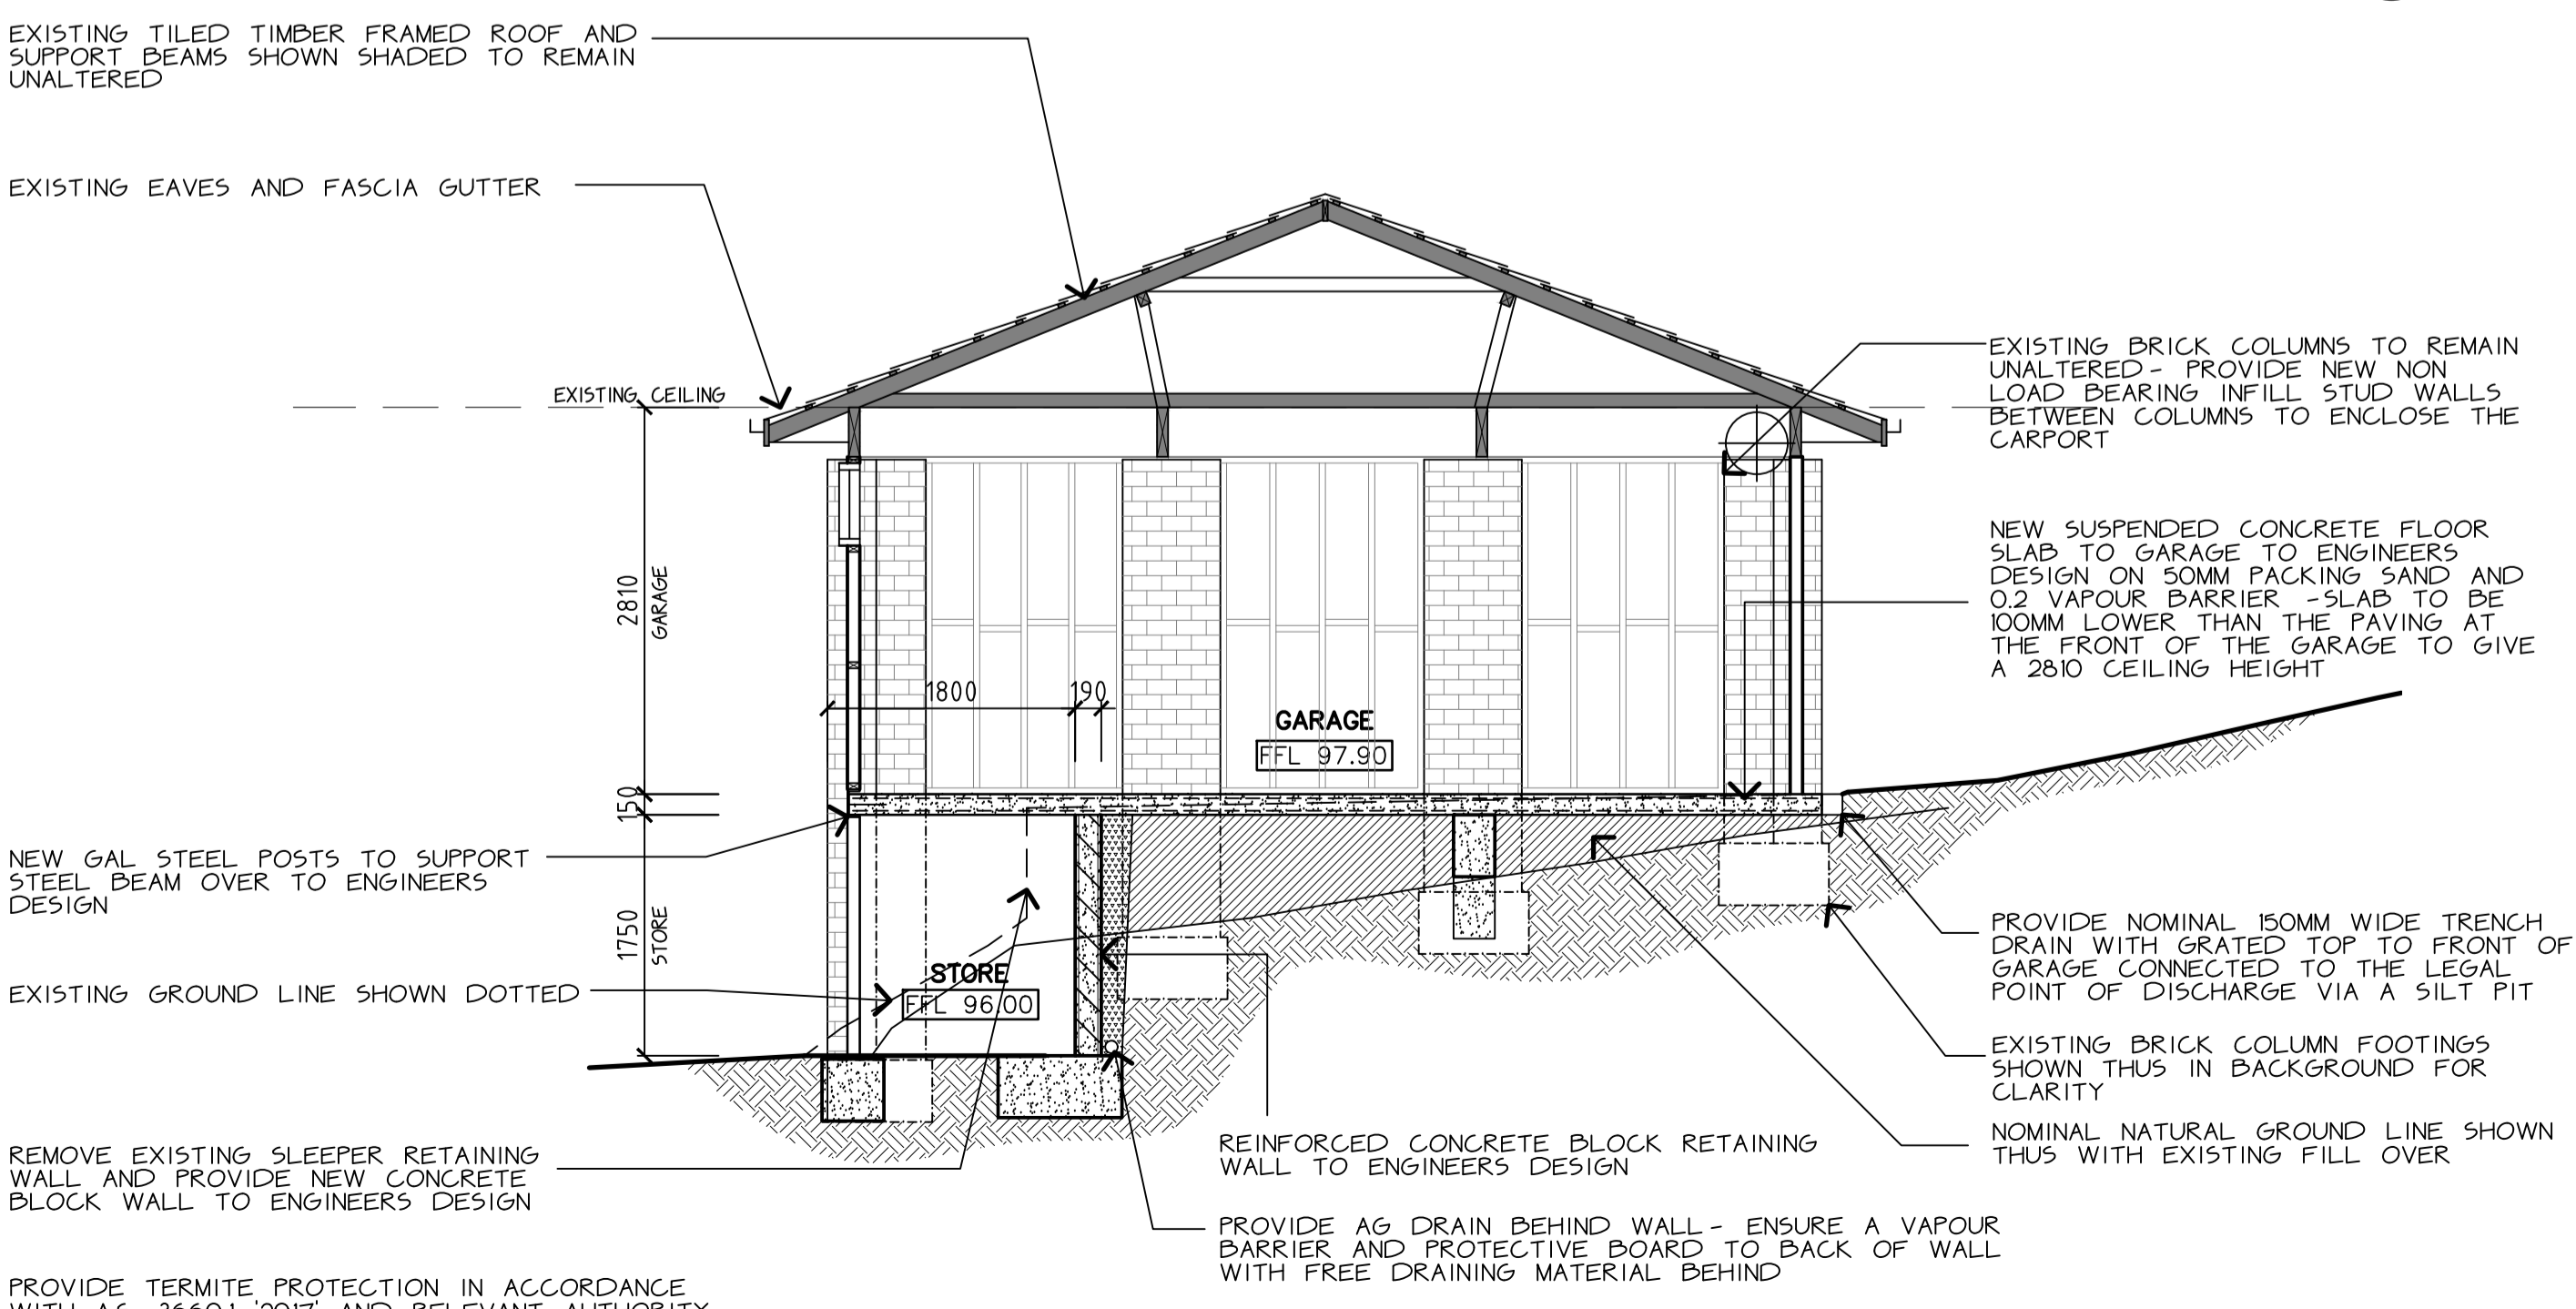 EXISTING TILED TIMBER FRAMED ROOF AND
SUPPORT BEAMS SHOWN SHADED TO REMAIN
UNALTERED
EXISTING EAVES AND FASCIA GUTTER
EXISTING CEILING
EXISTING BRICK COLUMNS TO REMAIN
UNALTERED - PROVIDE NEW NON
LOAD BEARING INFILL STUD WALLS
BETWEEN COLUMNS TO ENCLOSE THE
CARPORT
NEW SUSPENDED CONCRETE FLOOR
SLAB TO GARAGE TO ENGINEERS
DESIGN ON 50MM PACKING SAND AND
0.2 VAPOUR BARRIER -SLAB TO BE
100MM LOWER THAN THE PAVING AT
THE FRONT OF THE GARAGE TO GIVE
A 2810 CEILING HEIGHT
2810
GARAGE
1800
190
GARAGE
FFL 97.90
150
NEW GAL STEEL POSTS TO SUPPORT
STEEL BEAM OVER TO ENGINEERS
DESIGN
1750
STORE
STORE
FFL 96.00
EXISTING GROUND LINE SHOWN DOTTED
PROVIDE NOMINAL 150MM WIDE TRENCH
DRAIN WITH GRATED TOP TO FRONT OF
GARAGE CONNECTED TO THE LEGAL
POINT OF DISCHARGE VIA A SILT PIT
EXISTING BRICK COLUMN FOOTINGS
SHOWN THUS IN BACKGROUND FOR
CLARITY
NOMINAL NATURAL GROUND LINE SHOWN
THUS WITH EXISTING FILL OVER
REMOVE EXISTING SLEEPER RETAINING
WALL AND PROVIDE NEW CONCRETE
BLOCK WALL TO ENGINEERS DESIGN
REINFORCED CONCRETE BLOCK RETAINING
WALL TO ENGINEERS DESIGN
PROVIDE AG DRAIN BEHIND WALL - ENSURE A VAPOUR
BARRIER AND PROTECTIVE BOARD TO BACK OF WALL
WITH FREE DRAINING MATERIAL BEHIND
PROVIDE TERMITE PROTECTION IN ACCORDANCE
WITH AS 3660.1 '2017' AND RELEVANT AUTHORITY